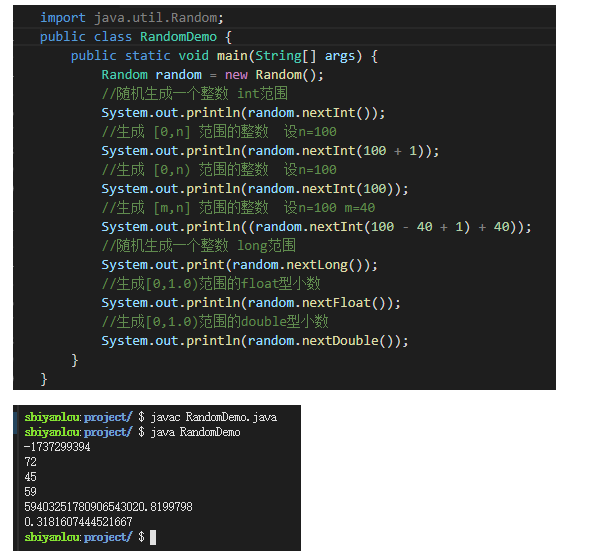 import java.util.Random;
public class RandomDemo {
public static void main(String[] args) {
Random random = new Random();
//随机生成一个整数 int范围
System.out.println(random.nextInt());
//生成 [0,n] 范围的整数  设n=100
System.out.println(random.nextInt(100 + 1));
//生成 [0,n) 范围的整数  设n=100
System.out.println(random.nextInt(100));
//生成 [m,n] 范围的整数  设n=100 m=40
System.out.println((random.nextInt(100 - 40 + 1) + 40));
//随机生成一个整数 long范围
System.out.print(random.nextLong());
//生成[0,1.0)范围的float型小数
System.out.println(random.nextFloat());
//生成[0,1.0)范围的double型小数
System.out.println(random.nextDouble());
}
}
shiyanlou:project/ $ javac RandomDemo.java
shiyanlou:project/ $ java RandomDemo
-1737299394
72
45
59
59403251780906543020.8199798
0.3181607444521667
shiyanlou:project/ $